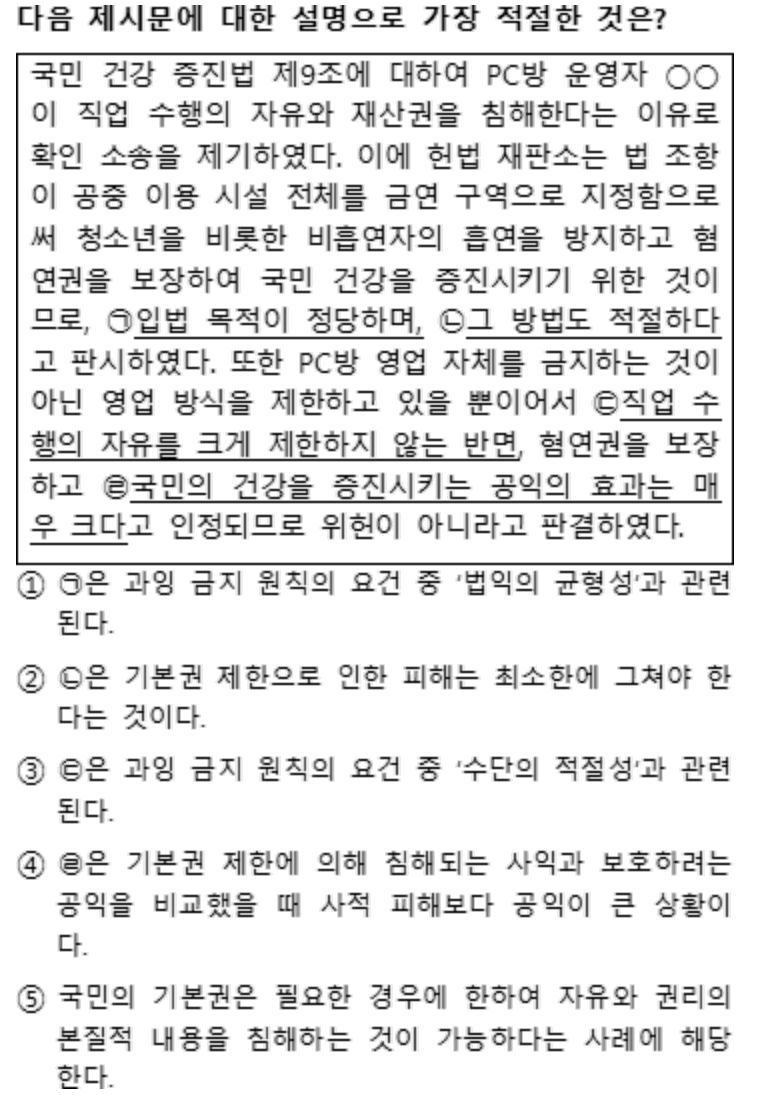 다음 제시문에 대한 설명으로 가장 적절한 것은?
국민 건강 증진법 제9조에 대하여 PC방 운영자 ○○
이 직업 수행의 자유와 재산권을 침해한다는 이유로
확인 소송을 제기하였다. 이에 헌법 재판소는 법 조항
이 공중 이용 시설 전체를 금연 구역으로 지정함으로
써 청소년을 비롯한 비흡연자의 흡연을 방지하고 혐
연권을 보장하여 국민 건강을 증진시키기 위한 것이
므로, ㉠입법 목적이 정당하며, ㉡그 방법도 적절하다
고 판시하였다. 또한 PC방 영업 자체를 금지하는 것이
아닌 영업 방식을 제한하고 있을 뿐이어서 ㉢직업 수
행의 자유를 크게 제한하지 않는 반면, 혐연권을 보장
하고 ㉣국민의 건강을 증진시키는 공익의 효과는 매
우 크다고 인정되므로 위헌이 아니라고 판결하였다.
① ㉠은 과잉 금지 원칙의 요건 중 '법익의 균형성'과 관련
된다.
② ㉡은 기본권 제한으로 인한 피해는 최소한에 그쳐야 한
다는 것이다.
③ ㉢은 과잉 금지 원칙의 요건 중 '수단의 적절성'과 관련
된다.
④ ㉣은 기본권 제한에 의해 침해되는 사익과 보호하려는
공익을 비교했을 때 사적 피해보다 공익이 큰 상황이
다.
⑤ 국민의 기본권은 필요한 경우에 한하여 자유와 권리의
본질적 내용을 침해하는 것이 가능하다는 사례에 해당
한다.